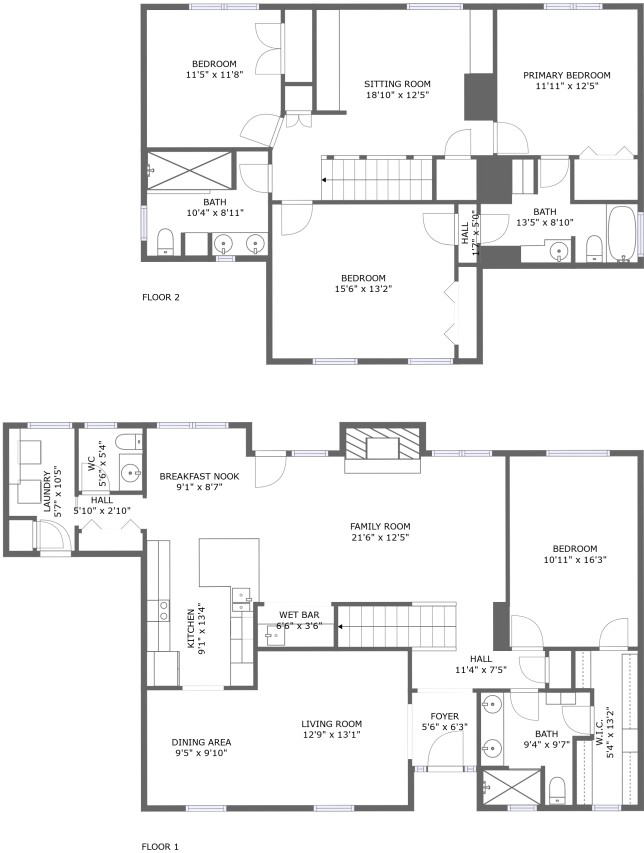 BEDROOM
11'5" x 11'8"
SITTING ROOM
18'10" x 12'5"
PRIMARY BEDROOM
11'11" x 12'5"
BATH
10'4" x 8'11"
HALL
1'7" x 5'0"
BATH
13'5" x 8'10"
BEDROOM
15'6" x 13'2"
FLOOR 2
LAUNDRY
5'7" x 10'5"
WC
5'6" x 5'4"
HALL
5'10" x 2'10"
BREAKFAST NOOK
9'1" x 8'7"
FAMILY ROOM
21'6" x 12'5"
BEDROOM
10'11" x 16'3"
KITCHEN
9'1" x 13'4"
WET BAR
6'6" x 3'6"
HALL
11'4" x 7'5"
LIVING ROOM
12'9" x 13'1"
DINING AREA
9'5" x 9'10"
FOYER
5'6" x 6'3"
BATH
9'4" x 9'7"
W.I.C.
5'4" x 13'2"
FLOOR 1